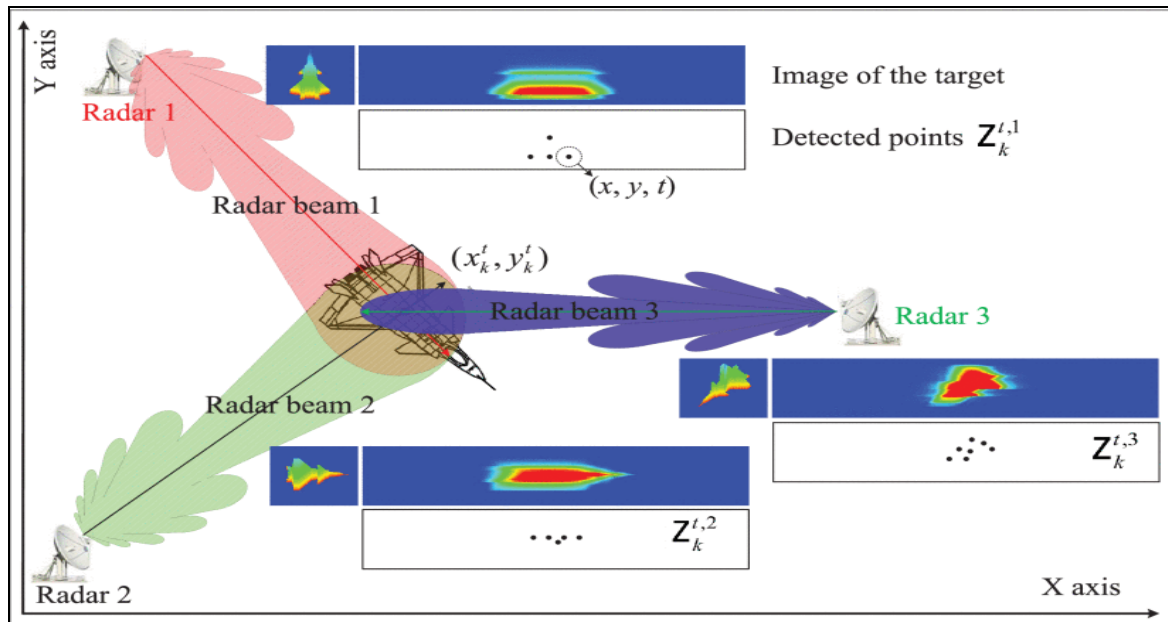 Y axis
Radar 1
Image of the target
Detected points Z_k^{t,1}
(x, y, t)
Radar beam 1
(x_k^t, y_k^t)
Radar beam 3
Radar 3
Radar beam 2
Z_k^{t,3}
Z_k^{t,2}
Radar 2
X axis